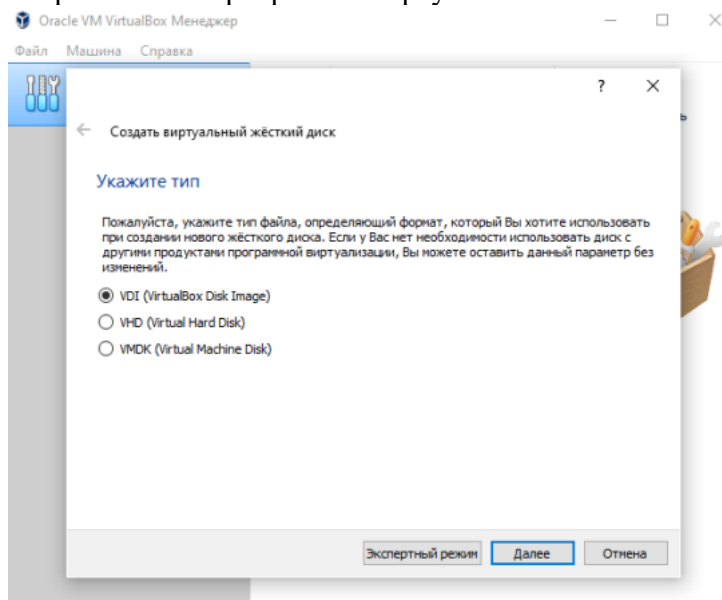 Oracle VM VirtualBox Менеджер
Файл Машина Справка
?
Создать виртуальный жёсткий диск
Укажите тип
Пожалуйста, укажите тип файла, определяющий формат, который Вы хотите использовать
при создании нового жёсткого диска. Если у Вас нет необходимости использовать диск с
другими продуктами программной виртуализации, Вы можете оставить данный параметр без
изменений.
VDI (VirtualBox Disk Image)
VHD (Virtual Hard Disk)
VMDK (Virtual Machine Disk)
Экспертный режим Далее Отмена